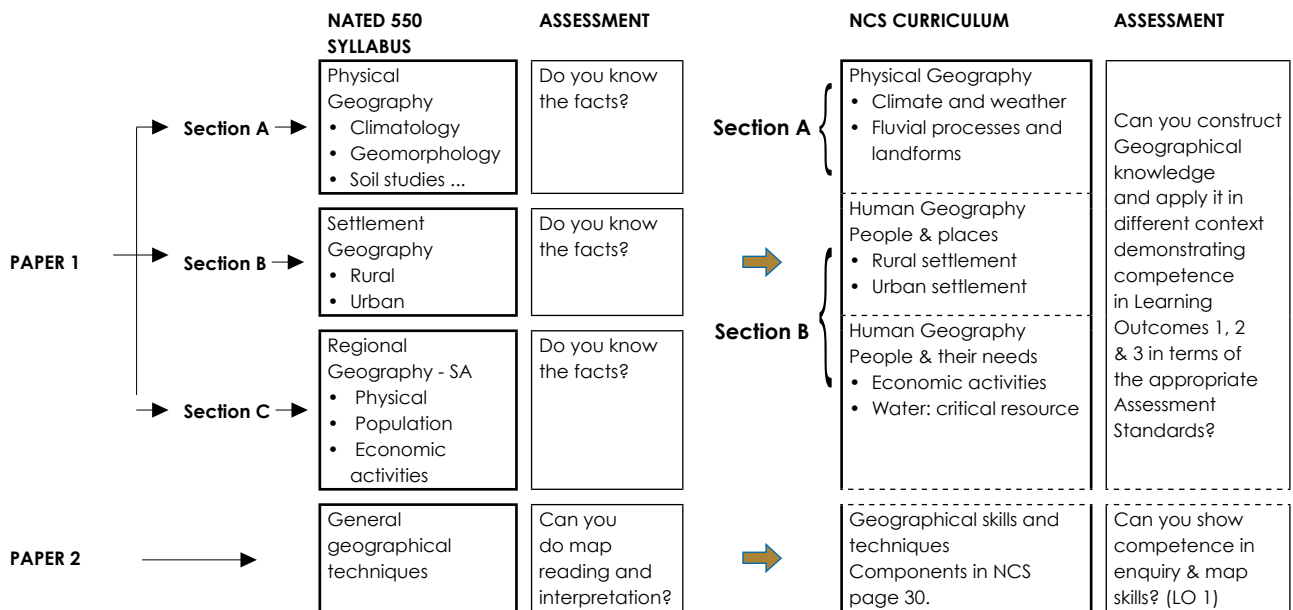 NATED 550
SYLLABUS
ASSESSMENT
NCS CURRICULUM
ASSESSMENT
PAPER 1
Section A
Physical
Geography
• Climatology
• Geomorphology
• Soil studies ...
Do you know
the facts?
Section B
Settlement
Geography
• Rural
• Urban
Do you know
the facts?
Section C
Regional
Geography - SA
• Physical
• Population
• Economic
activities
Do you know
the facts?
Section A
Physical Geography
• Climate and weather
• Fluvial processes and
landforms
Section B
Human Geography
People & places
• Rural settlement
• Urban settlement
Human Geography
People & their needs
• Economic activities
• Water: critical resource
Can you construct
Geographical
knowledge
and apply it in
different context
demonstrating
competence
in Learning
Outcomes 1, 2
& 3 in terms of
the appropriate
Assessment
Standards?
PAPER 2
General
geographical
techniques
Can you
do map
reading and
interpretation?
Geographical skills and
techniques
Components in NCS
page 30.
Can you show
competence in
enquiry & map
skills? (LO 1)